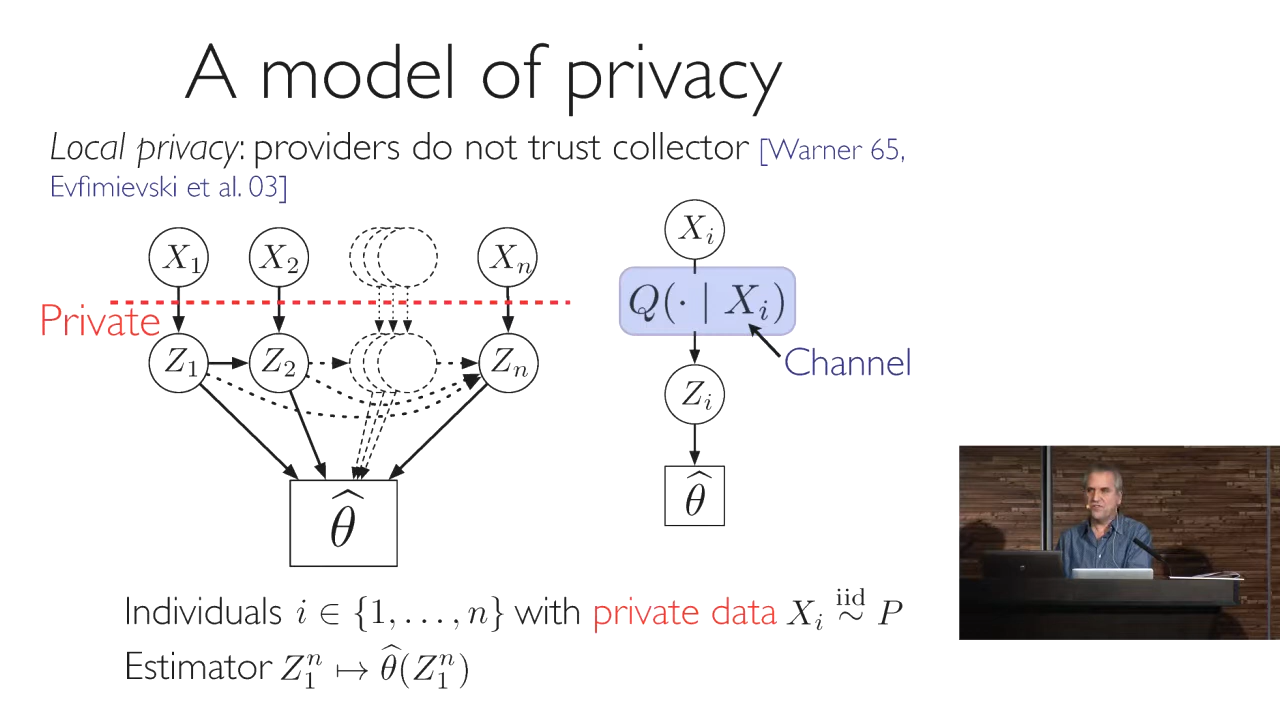 A model of privacy
Local privacy: providers do not trust collector [Warner 65,
Evfimievski et al. 03]
X₁ X₂ Xₙ
Private
Z₁ Z₂ Zₙ
θ̂
Xᵢ
Q(· | Xᵢ)
Channel
Zᵢ
θ̂
Individuals i ∈ {1, . . . , n} with private data Xᵢ iid ∼ P
Estimator Z₁ⁿ ↦ θ̂(Z₁ⁿ)